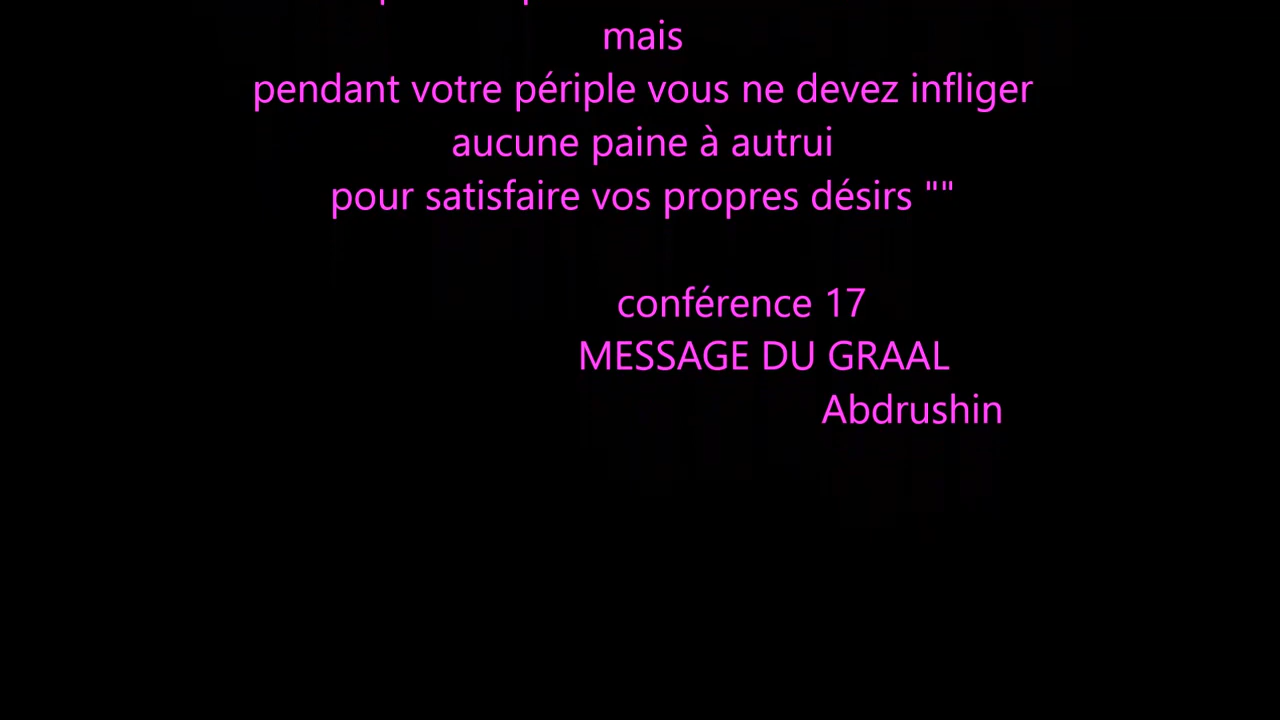 mais
pendant votre périple vous ne devez infliger
aucune paine à autrui
pour satisfaire vos propres désirs ""
conférence 17
MESSAGE DU GRAAL
Abdrushin